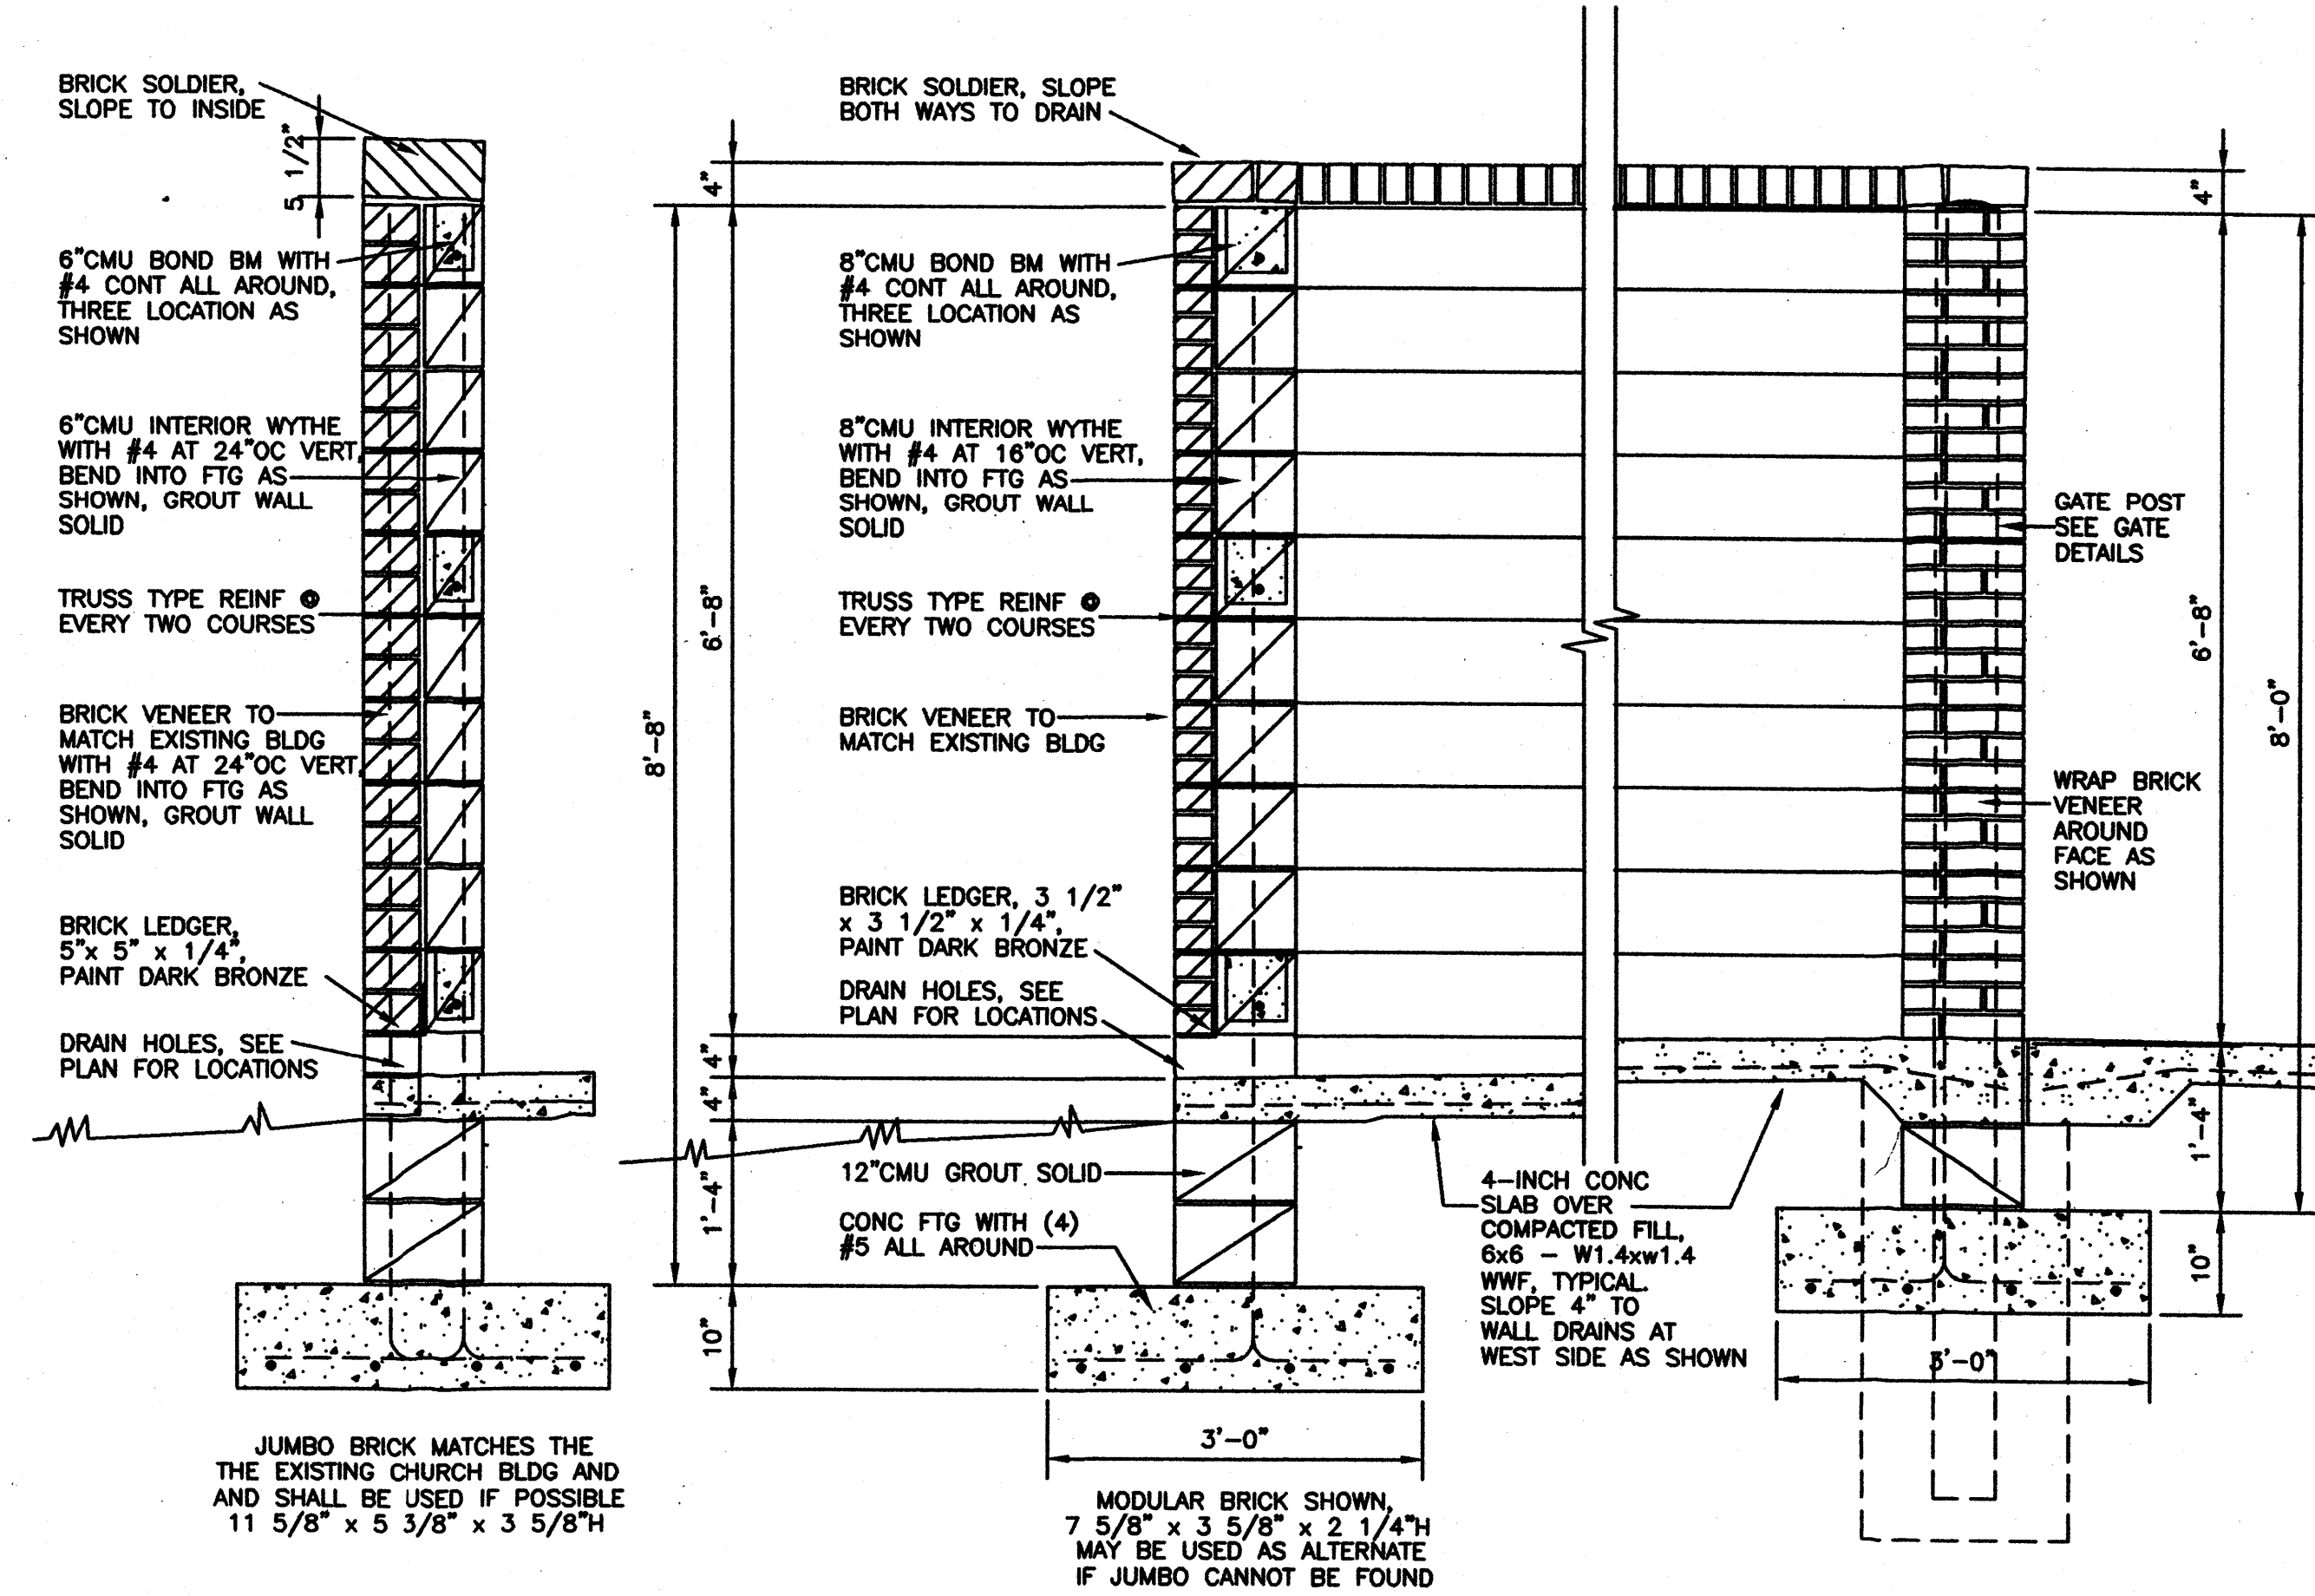 BRICK SOLDIER,
SLOPE TO INSIDE
5 1/2"
6"CMU BOND BM WITH
#4 CONT ALL AROUND,
THREE LOCATION AS
SHOWN
6"CMU INTERIOR WYTHE
WITH #4 AT 24"OC VERT,
BEND INTO FTG AS
SHOWN, GROUT WALL
SOLID
TRUSS TYPE REINF @
EVERY TWO COURSES
BRICK VENEER TO
MATCH EXISTING BLDG
WITH #4 AT 24"OC VERT,
BEND INTO FTG AS
SHOWN, GROUT WALL
SOLID
BRICK LEDGER,
5"x 5" x 1/4",
PAINT DARK BRONZE
DRAIN HOLES, SEE
PLAN FOR LOCATIONS
JUMBO BRICK MATCHES THE
THE EXISTING CHURCH BLDG AND
AND SHALL BE USED IF POSSIBLE
11 5/8" x 5 3/8" x 3 5/8"H
8'-8"
4"
6'-8"
4"
4"
1'-4"
10"
BRICK SOLDIER, SLOPE
BOTH WAYS TO DRAIN
8"CMU BOND BM WITH
#4 CONT ALL AROUND,
THREE LOCATION AS
SHOWN
8"CMU INTERIOR WYTHE
WITH #4 AT 16"OC VERT,
BEND INTO FTG AS
SHOWN, GROUT WALL
SOLID
TRUSS TYPE REINF @
EVERY TWO COURSES
BRICK VENEER TO
MATCH EXISTING BLDG
BRICK LEDGER, 3 1/2"
x 3 1/2" x 1/4",
PAINT DARK BRONZE
DRAIN HOLES, SEE
PLAN FOR LOCATIONS
12"CMU GROUT SOLID
CONC FTG WITH (4)
#5 ALL AROUND
3'-0"
MODULAR BRICK SHOWN,
7 5/8" x 3 5/8" x 2 1/4"H
MAY BE USED AS ALTERNATE
IF JUMBO CANNOT BE FOUND
4-INCH CONC
SLAB OVER
COMPACTED FILL,
6x6 - W1.4xw1.4
WWF, TYPICAL.
SLOPE 4" TO
WALL DRAINS AT
WEST SIDE AS SHOWN
GATE POST
SEE GATE
DETAILS
WRAP BRICK
VENEER
AROUND
FACE AS
SHOWN
4"
6'-8"
8'-0"
1'-4"
10"
3'-0"